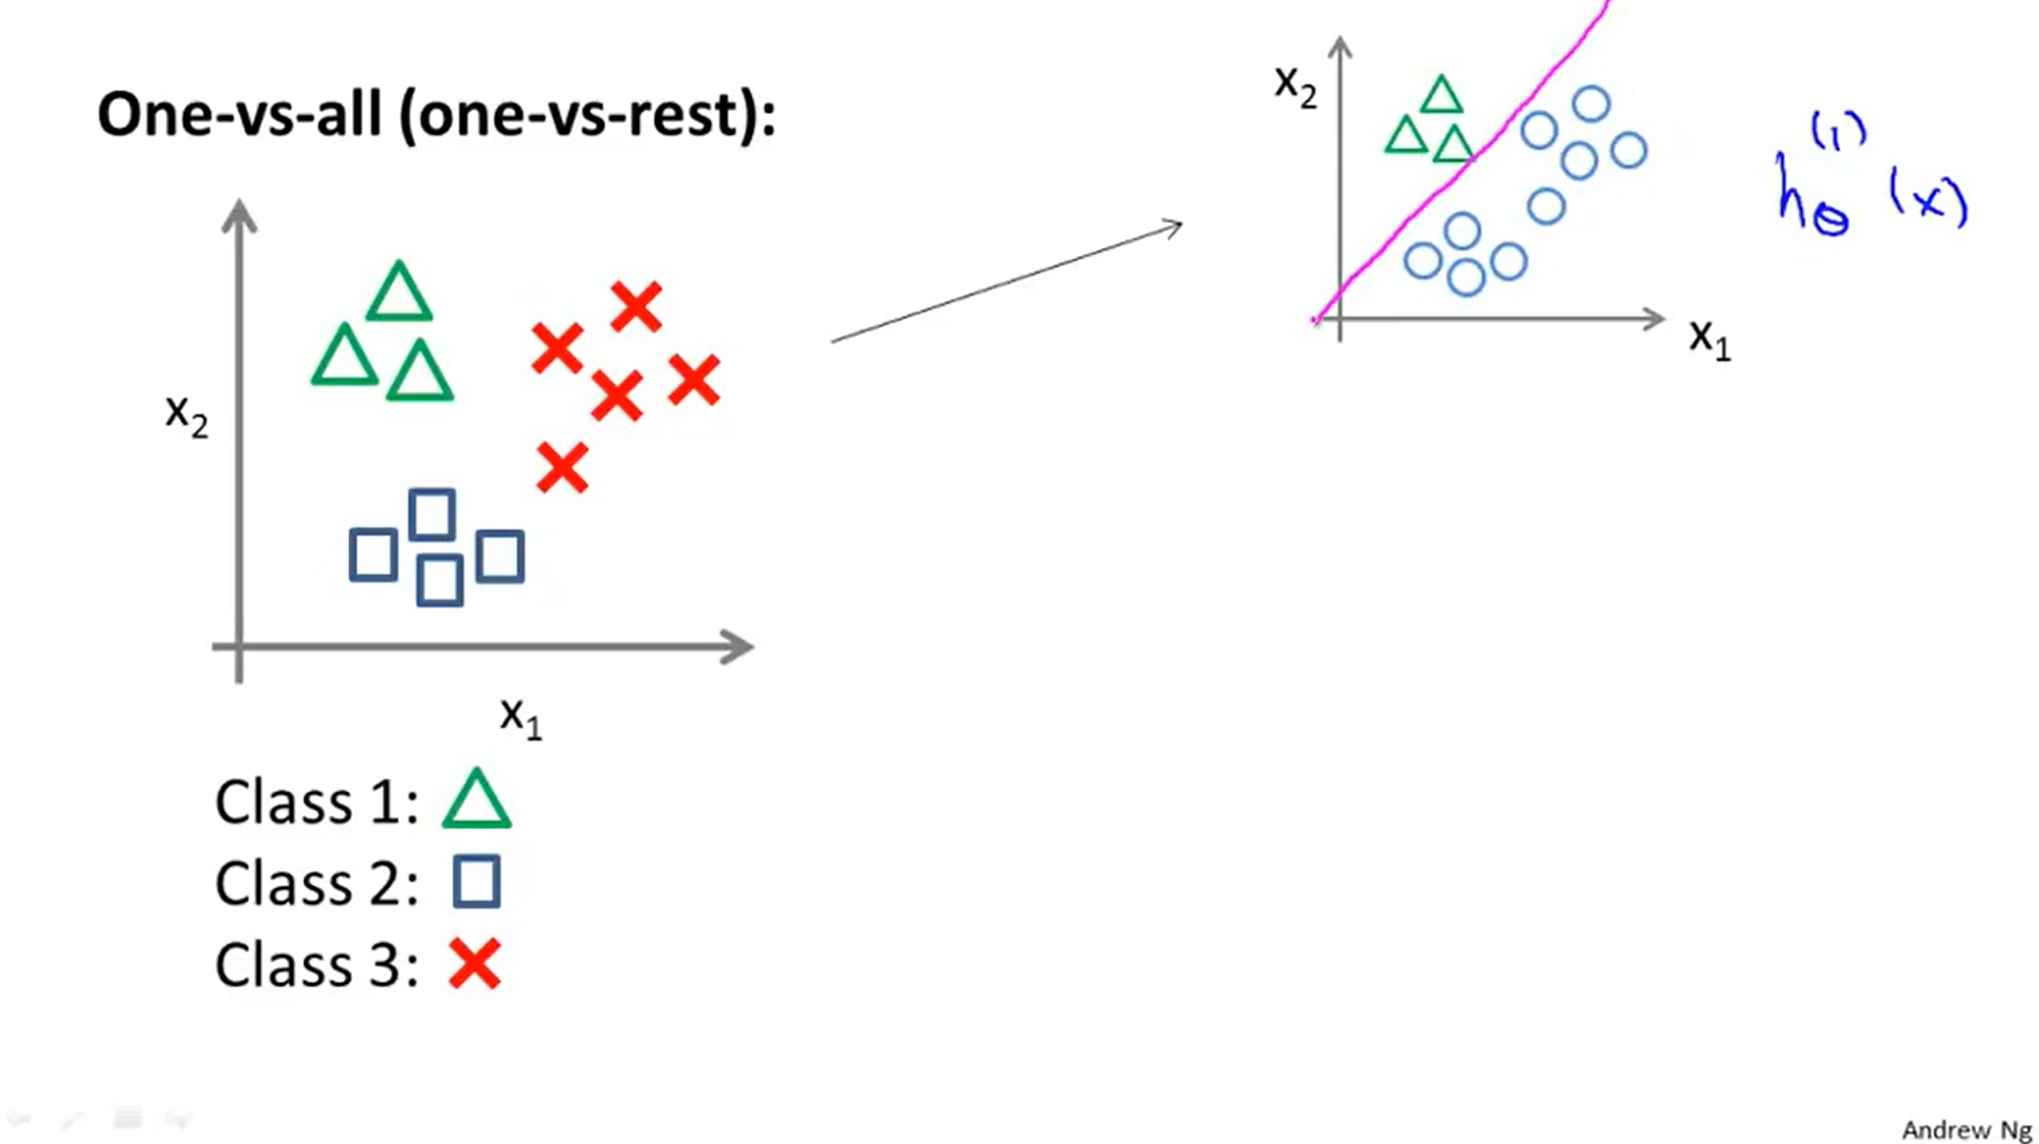 One-vs-all (one-vs-rest):
x₂
x₁
Class 1:
Class 2:
Class 3:
x₂
x₁
hθ⁽¹⁾(x)
Andrew Ng